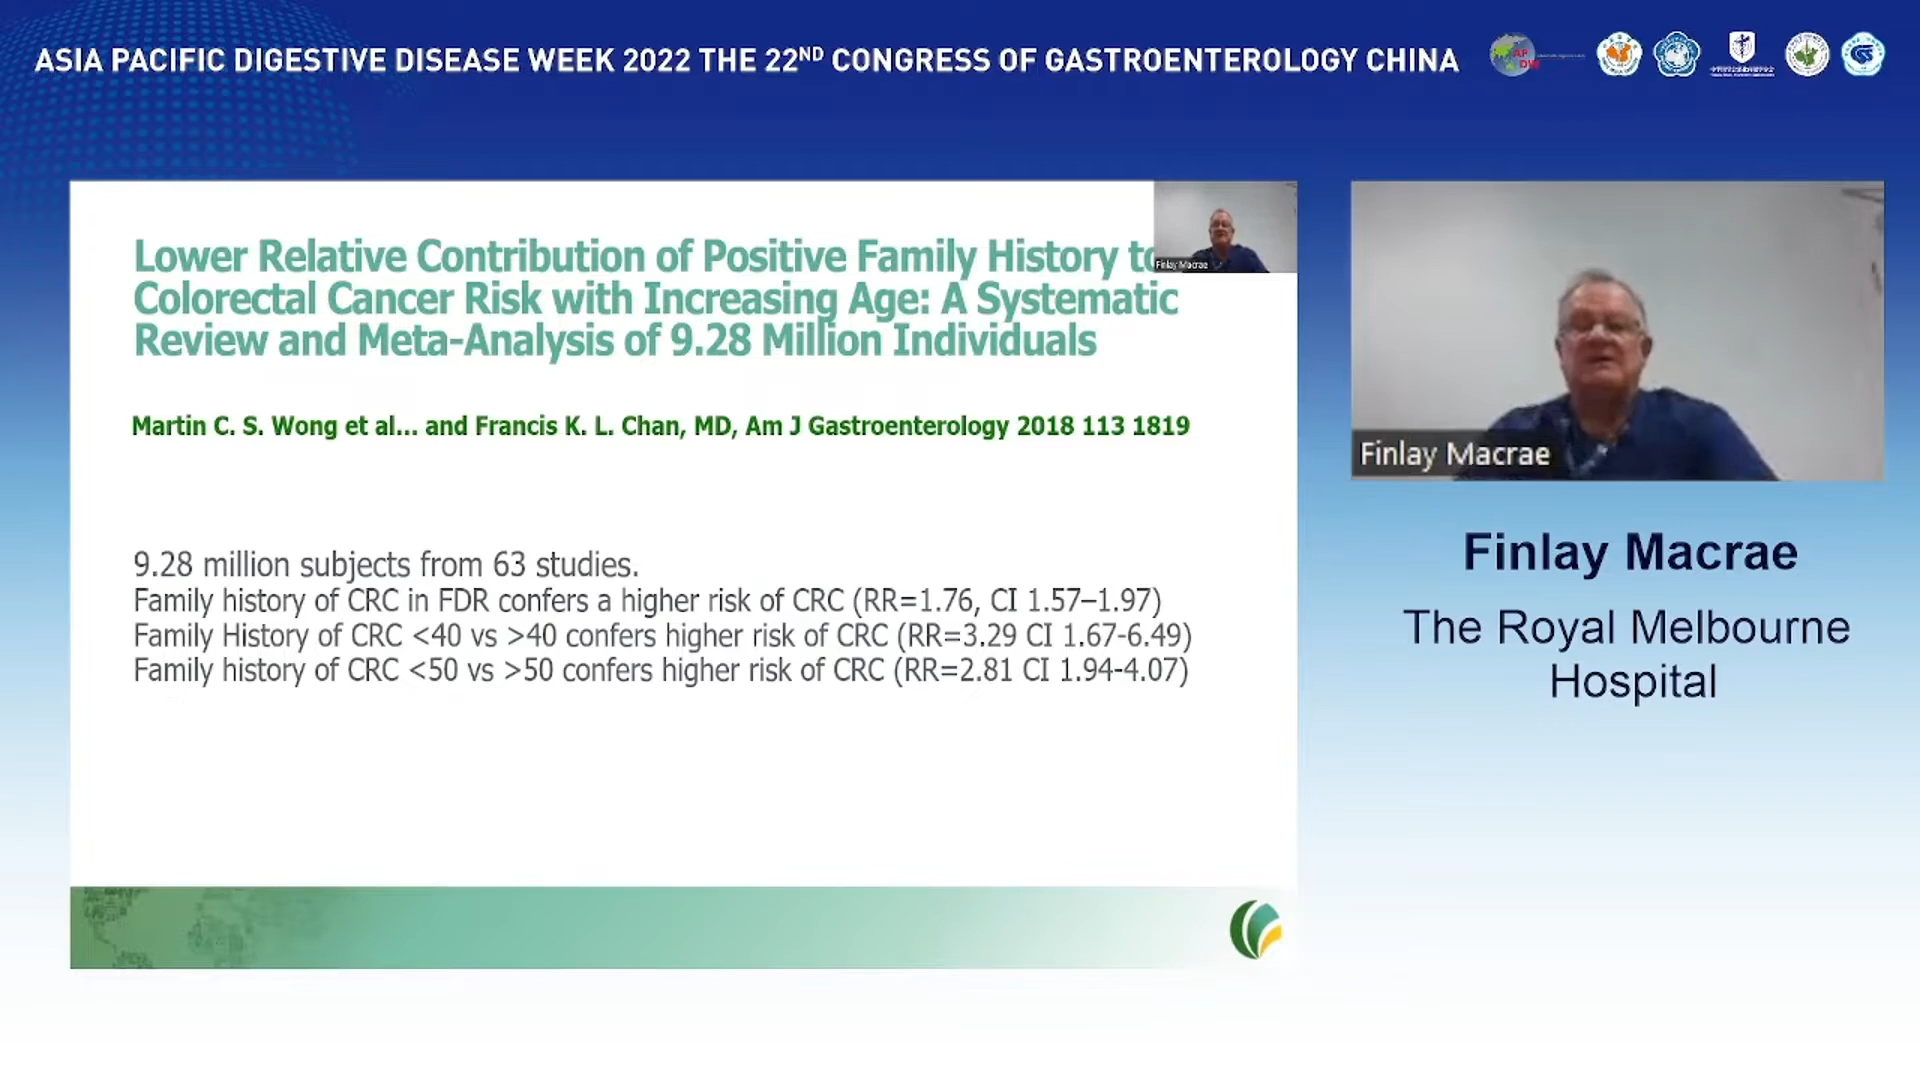 ASIA PACIFIC DIGESTIVE DISEASE WEEK 2022 THE 22ND CONGRESS OF GASTROENTEROLOGY CHINA
Lower Relative Contribution of Positive Family History to
Colorectal Cancer Risk with Increasing Age: A Systematic
Review and Meta-Analysis of 9.28 Million Individuals
Finlay Macrae
Martin C. S. Wong et al... and Francis K. L. Chan, MD, Am J Gastroenterology 2018 113 1819
9.28 million subjects from 63 studies.
Family history of CRC in FDR confers a higher risk of CRC (RR=1.76, CI 1.57–1.97)
Family History of CRC <40 vs >40 confers higher risk of CRC (RR=3.29 CI 1.67-6.49)
Family history of CRC <50 vs >50 confers higher risk of CRC (RR=2.81 CI 1.94-4.07)
Finlay Macrae
Finlay Macrae
The Royal Melbourne
Hospital